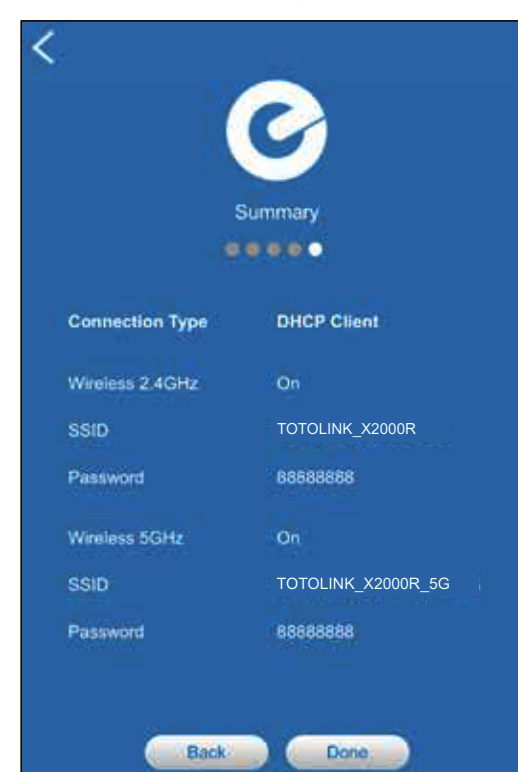 Summary
Connection Type DHCP Client
Wireless 2.4GHz On
SSID TOTOLINK_X2000R
Password 88888888
Wireless 5GHz On
SSID TOTOLINK_X2000R_5G
Password 88888888
Back Done